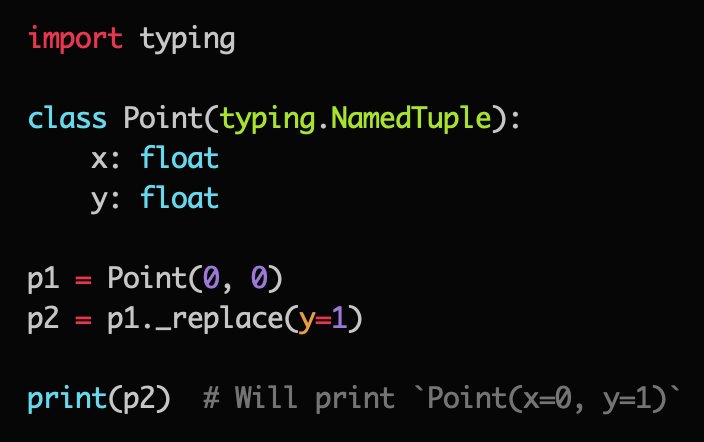 import typing

class Point(typing.NamedTuple):
    x: float
    y: float

p1 = Point(0, 0)
p2 = p1._replace(y=1)

print(p2)  # Will print `Point(x=0, y=1)`